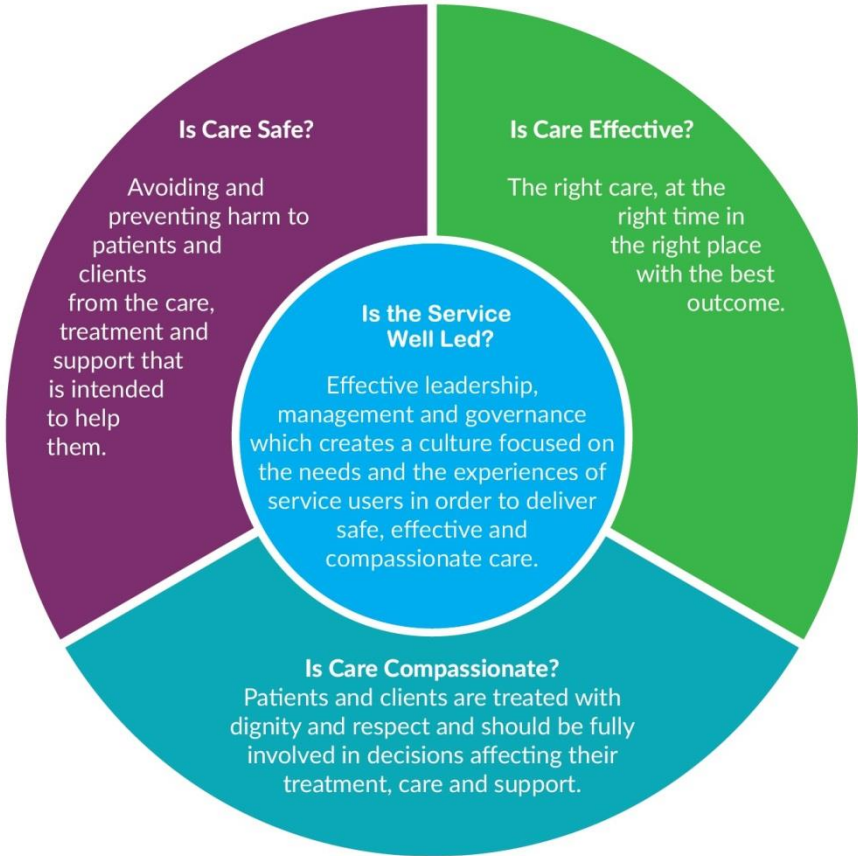 Is Care Safe?
Avoiding and
preventing harm to
patients and
clients
from the care,
treatment and
support that
is intended
to help
them.
Is Care Effective?
The right care, at the
right time in
the right place
with the best
outcome.
Is the Service
Well Led?
Effective leadership,
management and governance
which creates a culture focused on
the needs and the experiences of
service users in order to deliver
safe, effective and
compassionate care.
Is Care Compassionate?
Patients and clients are treated with
dignity and respect and should be fully
involved in decisions affecting their
treatment, care and support.